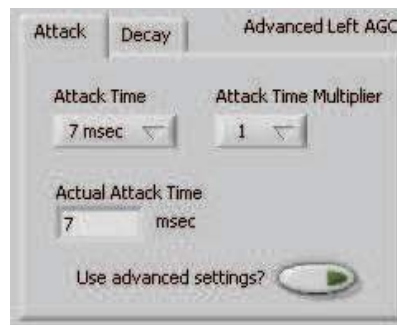 Attack Decay Advanced Left AGC
Attack Time Attack Time Multiplier
7 msec 1
Actual Attack Time
7 msec
Use advanced settings?